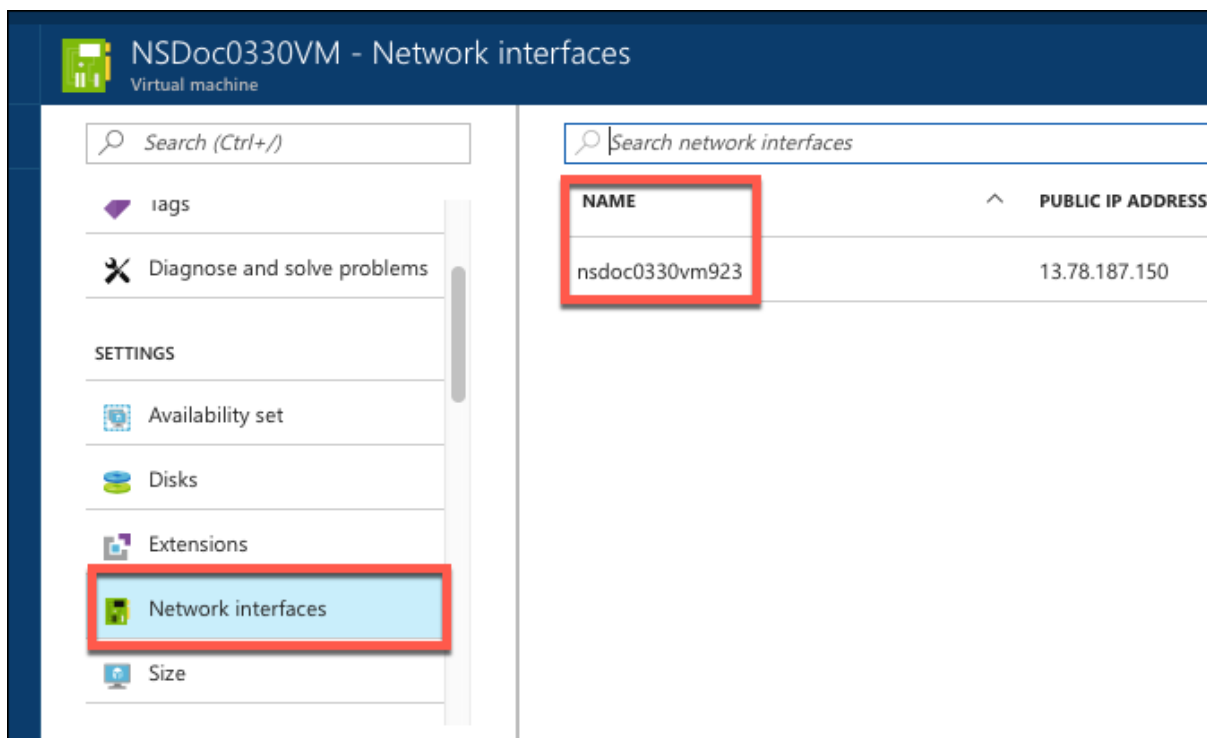 NSDoc0330VM - Network interfaces
Virtual machine
Search (Ctrl+/)
Tags
Diagnose and solve problems
SETTINGS
Availability set
Disks
Extensions
Network interfaces
Size
Search network interfaces
NAME
PUBLIC IP ADDRESS
nsdoc0330vm923
13.78.187.150